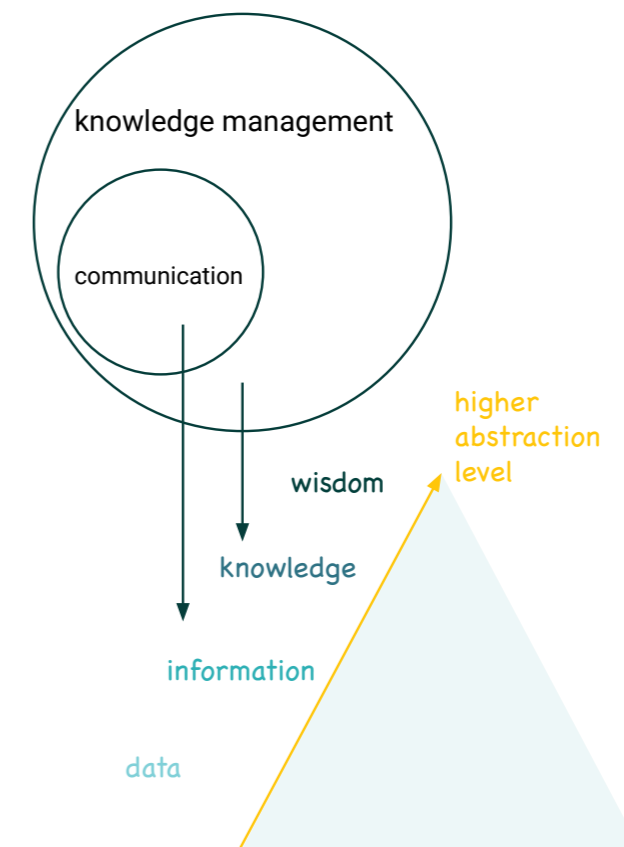 knowledge management
communication
higher
abstraction
level
wisdom
knowledge
information
data